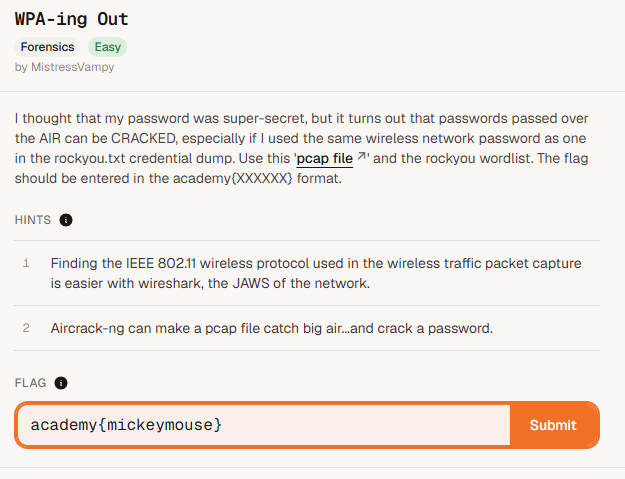 WPA-ing Out
Forensics Easy
by MistressVampy
I thought that my password was super-secret, but it turns out that passwords passed over
the AIR can be CRACKED, especially if I used the same wireless network password as one
in the rockyou.txt credential dump. Use this 'pcap file ↗' and the rockyou wordlist. The flag
should be entered in the academy{XXXXXX} format.
HINTS i
1 Finding the IEEE 802.11 wireless protocol used in the wireless traffic packet capture
is easier with wireshark, the JAWS of the network.
2 Aircrack-ng can make a pcap file catch big air...and crack a password.
FLAG i
academy{mickeymouse} Submit